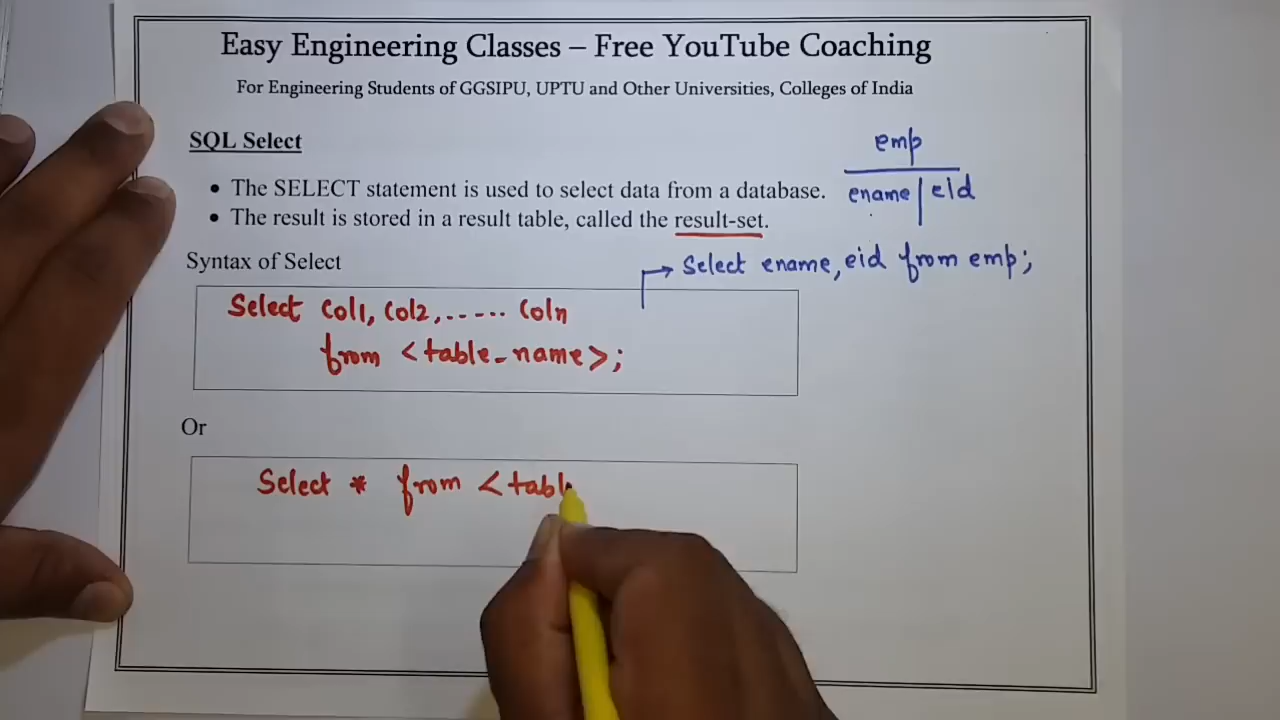 Easy Engineering Classes – Free YouTube Coaching
For Engineering Students of GGSIPU, UPTU and Other Universities, Colleges of India
SQL Select
emp
• The SELECT statement is used to select data from a database.
ename | eId
• The result is stored in a result table, called the result-set.
Syntax of Select
Select ename, eid from emp;
Select Col1, Col2, ...... Coln
from <table_name>;
Or
Select * from <tabl